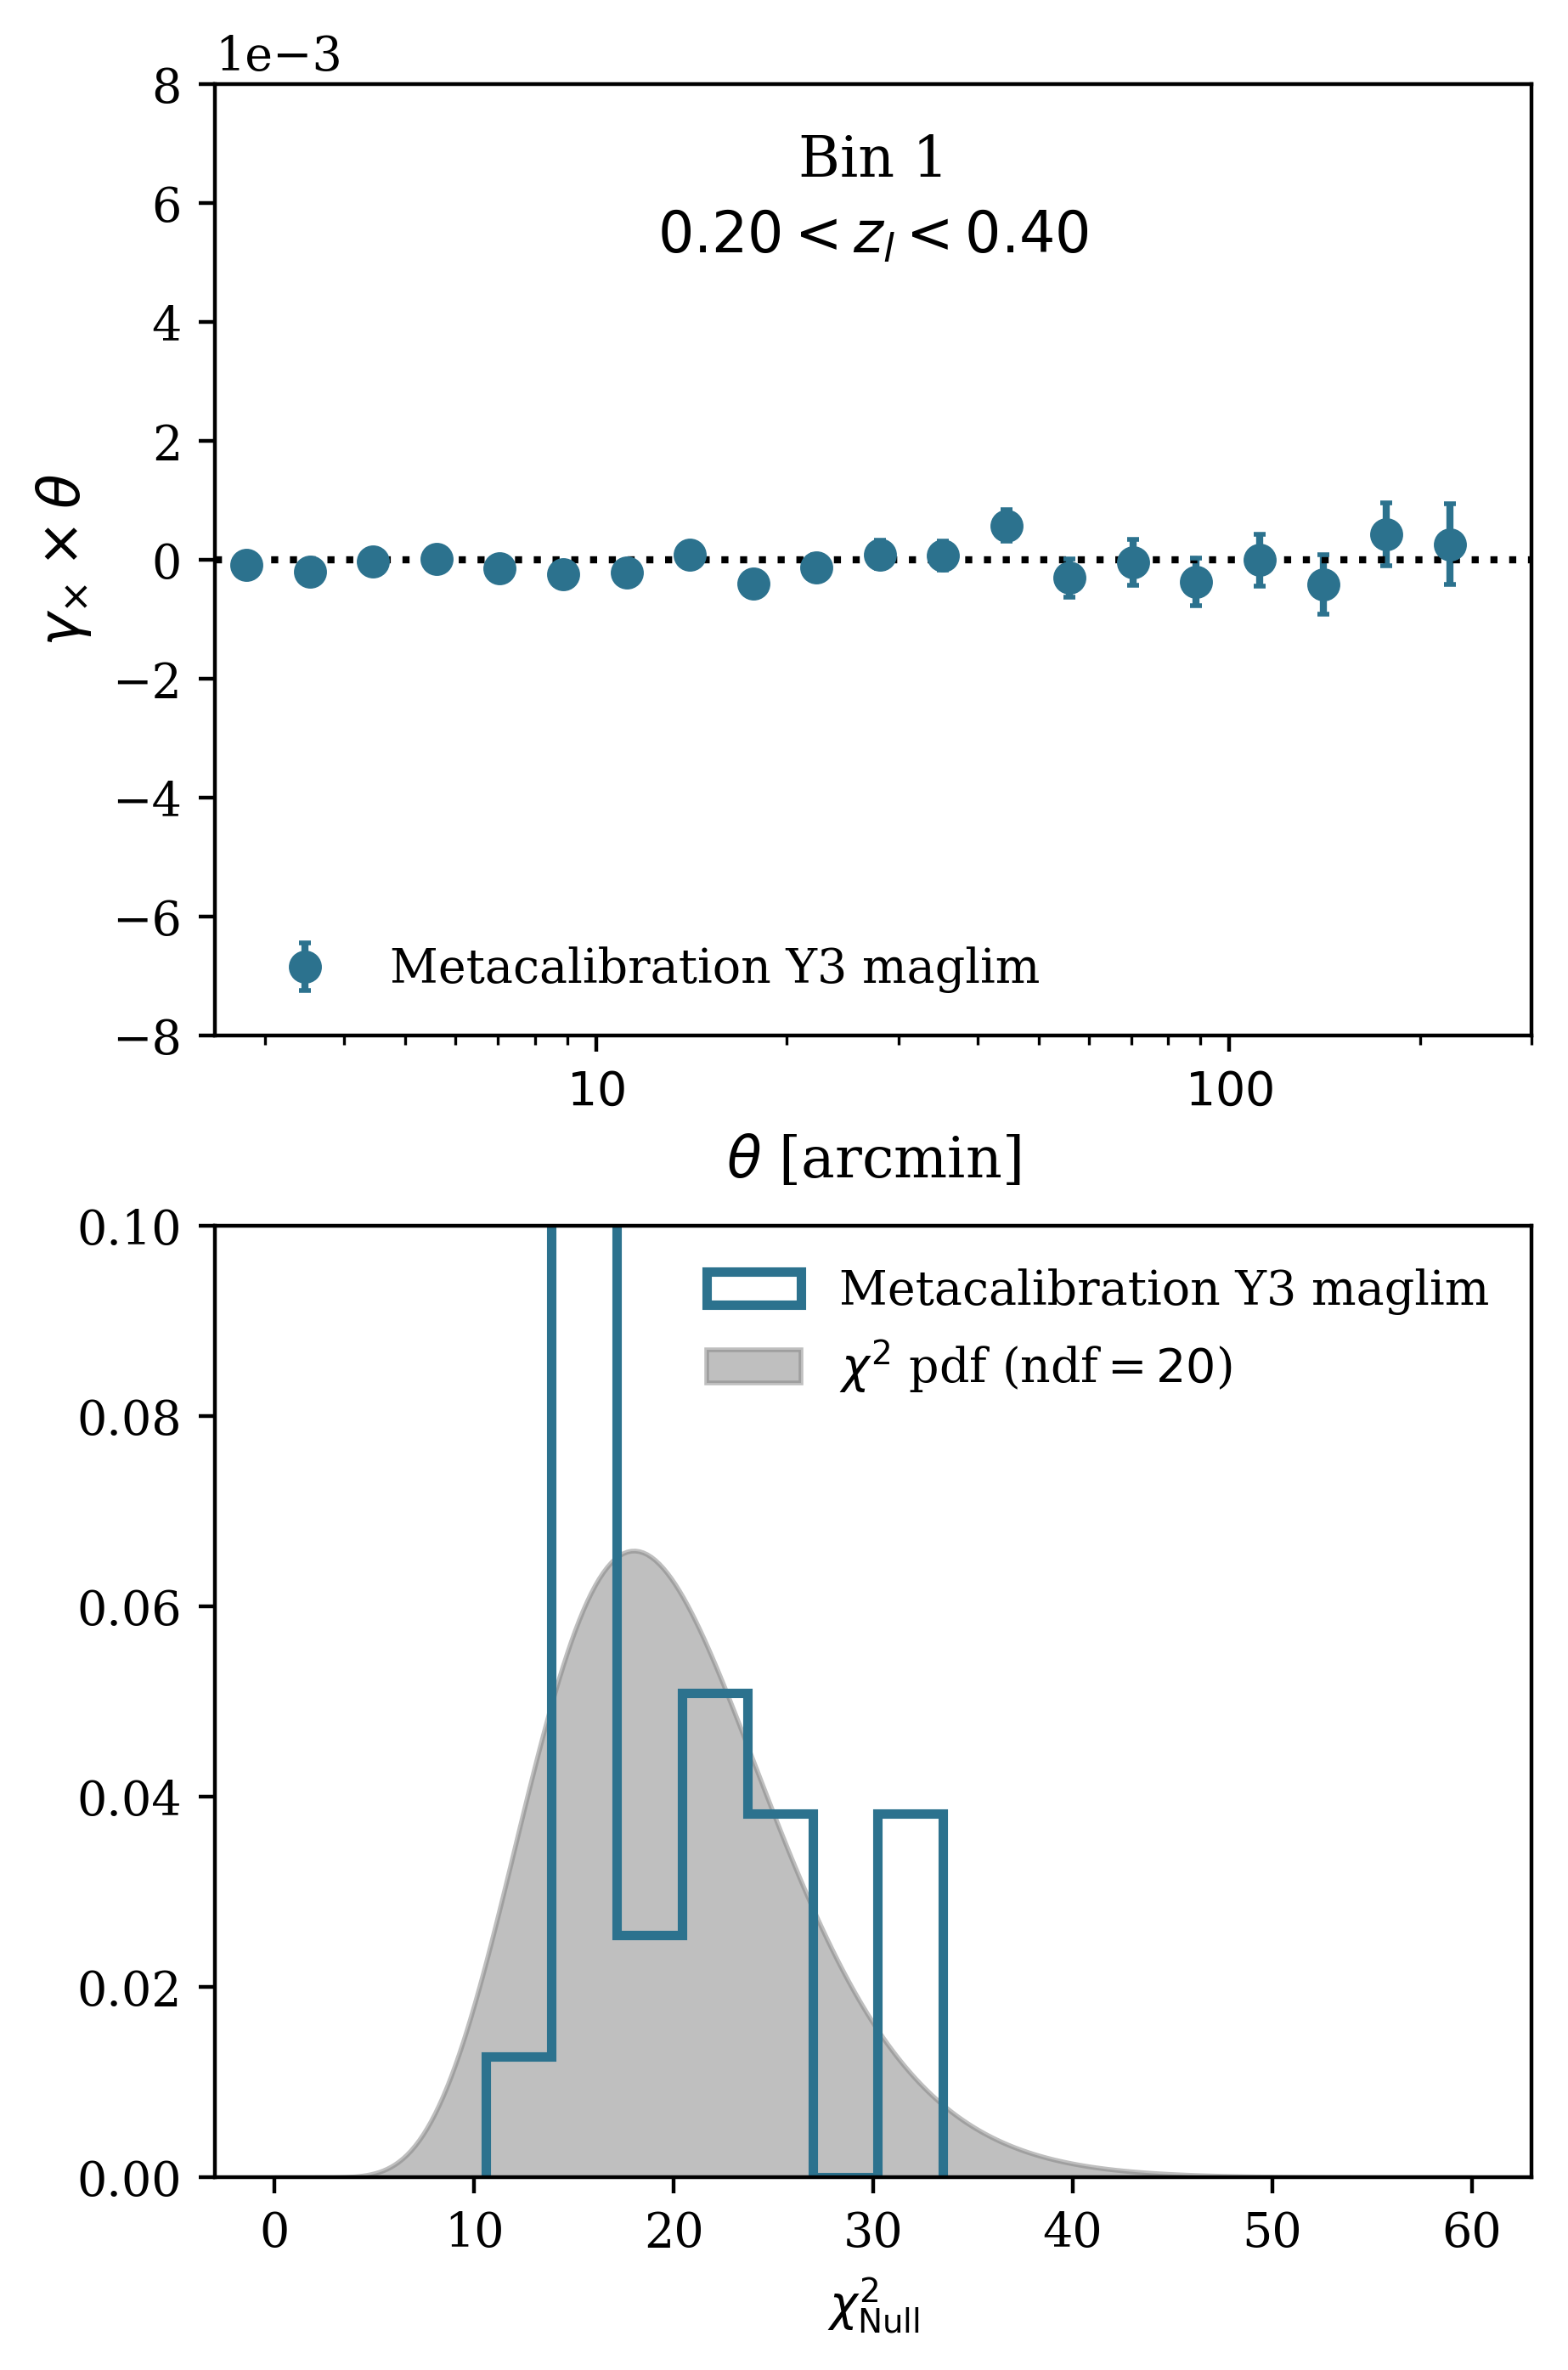 1e−3
8
6
4
2
0
−2
−4
−6
−8
γ× × θ
Bin 1
0.20 < z_l < 0.40
Metacalibration Y3 maglim
10
100
θ [arcmin]
0.10
0.08
0.06
0.04
0.02
0.00
Metacalibration Y3 maglim
χ² pdf (ndf = 20)
0
10
20
30
40
50
60
χ²_Null